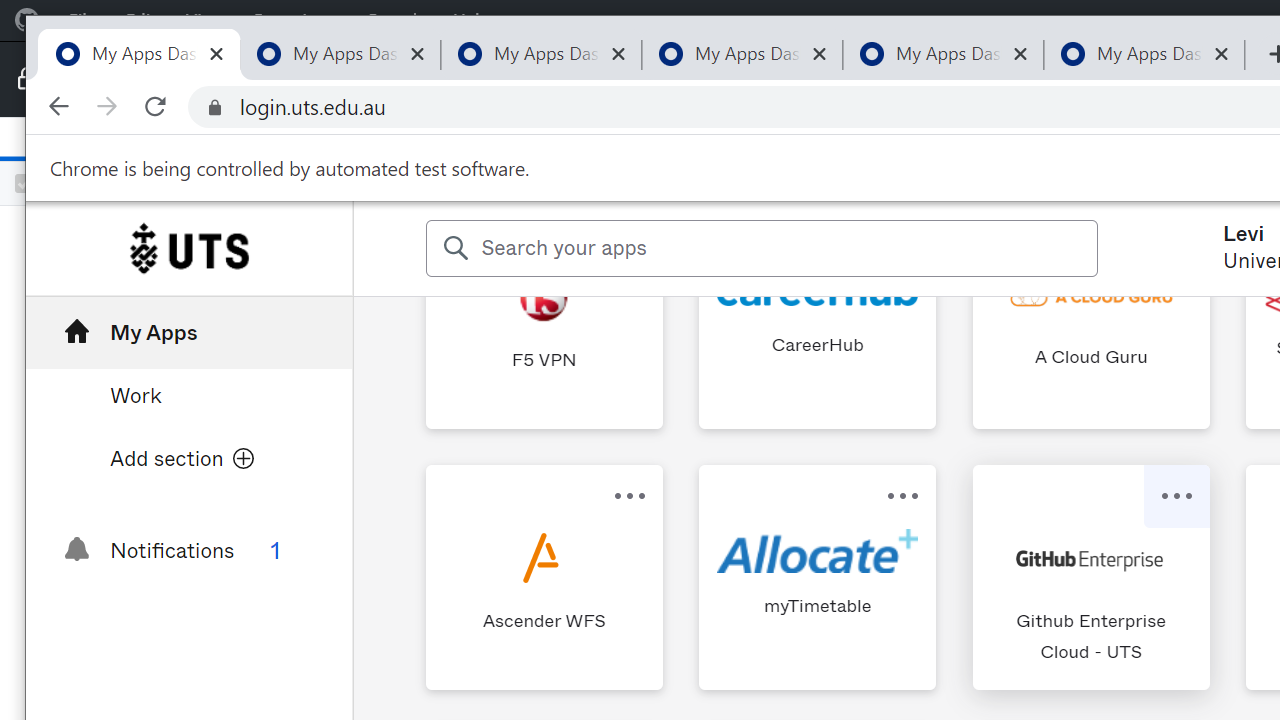 My Apps Das My Apps Das My Apps Das My Apps Das My Apps Das My Apps Das
login.uts.edu.au
Chrome is being controlled by automated test software.
UTS
Search your apps
Levi
Univer
My Apps
Work
Add section
Notifications 1
F5 VPN
CareerHub
A CLOUD GURU
A Cloud Guru
Ascender WFS
Allocate+
myTimetable
GitHub Enterprise
Github Enterprise
Cloud - UTS